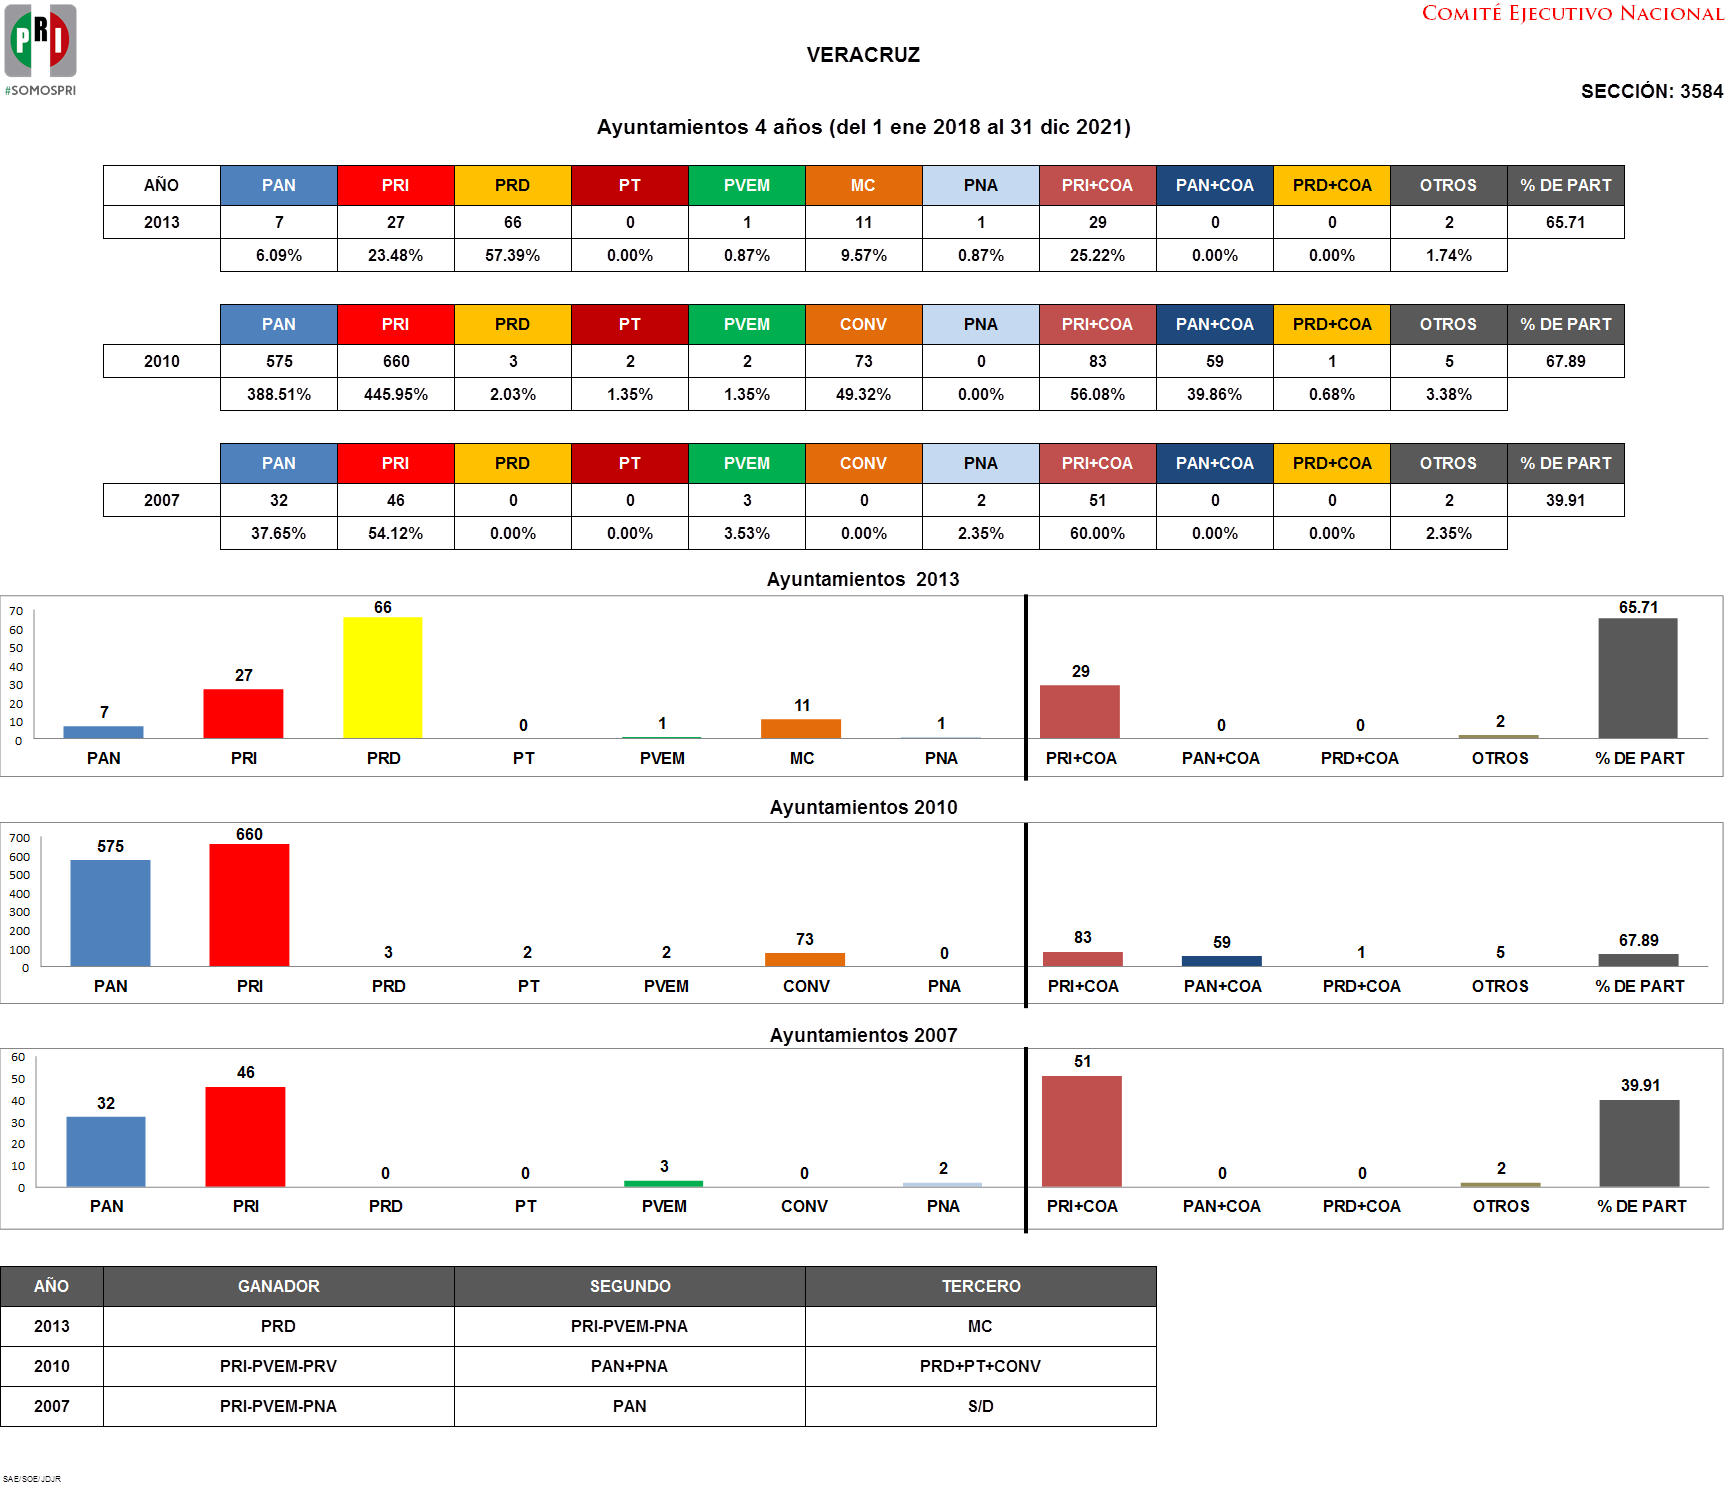 PRI
#SOMOSPRI
COMITÉ EJECUTIVO NACIONAL
VERACRUZ
SECCIÓN: 3584
Ayuntamientos 4 años (del 1 ene 2018 al 31 dic 2021)
AÑO PAN PRI PRD PT PVEM MC PNA PRI+COA PAN+COA PRD+COA OTROS % DE PART
2013 7 27 66 0 1 11 1 29 0 0 2 65.71
6.09% 23.48% 57.39% 0.00% 0.87% 9.57% 0.87% 25.22% 0.00% 0.00% 1.74%
PAN PRI PRD PT PVEM CONV PNA PRI+COA PAN+COA PRD+COA OTROS % DE PART
2010 575 660 3 2 2 73 0 83 59 1 5 67.89
388.51% 445.95% 2.03% 1.35% 1.35% 49.32% 0.00% 56.08% 39.86% 0.68% 3.38%
PAN PRI PRD PT PVEM CONV PNA PRI+COA PAN+COA PRD+COA OTROS % DE PART
2007 32 46 0 0 3 0 2 51 0 0 2 39.91
37.65% 54.12% 0.00% 0.00% 3.53% 0.00% 2.35% 60.00% 0.00% 0.00% 2.35%
Ayuntamientos 2013
70
60
50
40
30
20
10
0
7 27 66 0 1 11 1 29 0 0 2 65.71
PAN PRI PRD PT PVEM MC PNA PRI+COA PAN+COA PRD+COA OTROS % DE PART
Ayuntamientos 2010
700
600
500
400
300
200
100
0
575 660 3 2 2 73 0 83 59 1 5 67.89
PAN PRI PRD PT PVEM CONV PNA PRI+COA PAN+COA PRD+COA OTROS % DE PART
Ayuntamientos 2007
60
50
40
30
20
10
0
32 46 0 0 3 0 2 51 0 0 2 39.91
PAN PRI PRD PT PVEM CONV PNA PRI+COA PAN+COA PRD+COA OTROS % DE PART
AÑO GANADOR SEGUNDO TERCERO
2013 PRD PRI-PVEM-PNA MC
2010 PRI-PVEM-PRV PAN+PNA PRD+PT+CONV
2007 PRI-PVEM-PNA PAN S/D
SAE/SOE/JDJR